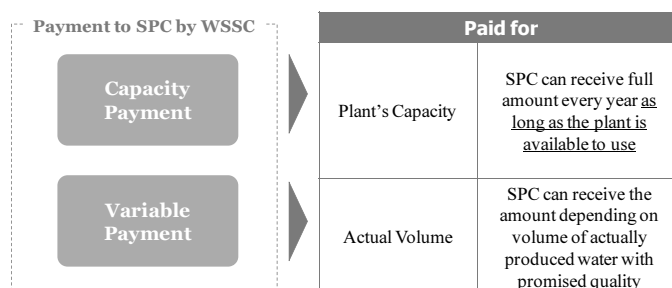 Payment to SPC by WSSC
Paid for
Capacity
Payment
Plant's Capacity
SPC can receive full
amount every year as
long as the plant is
available to use
Variable
Payment
Actual Volume
SPC can receive the
amount depending on
volume of actually
produced water with
promised quality